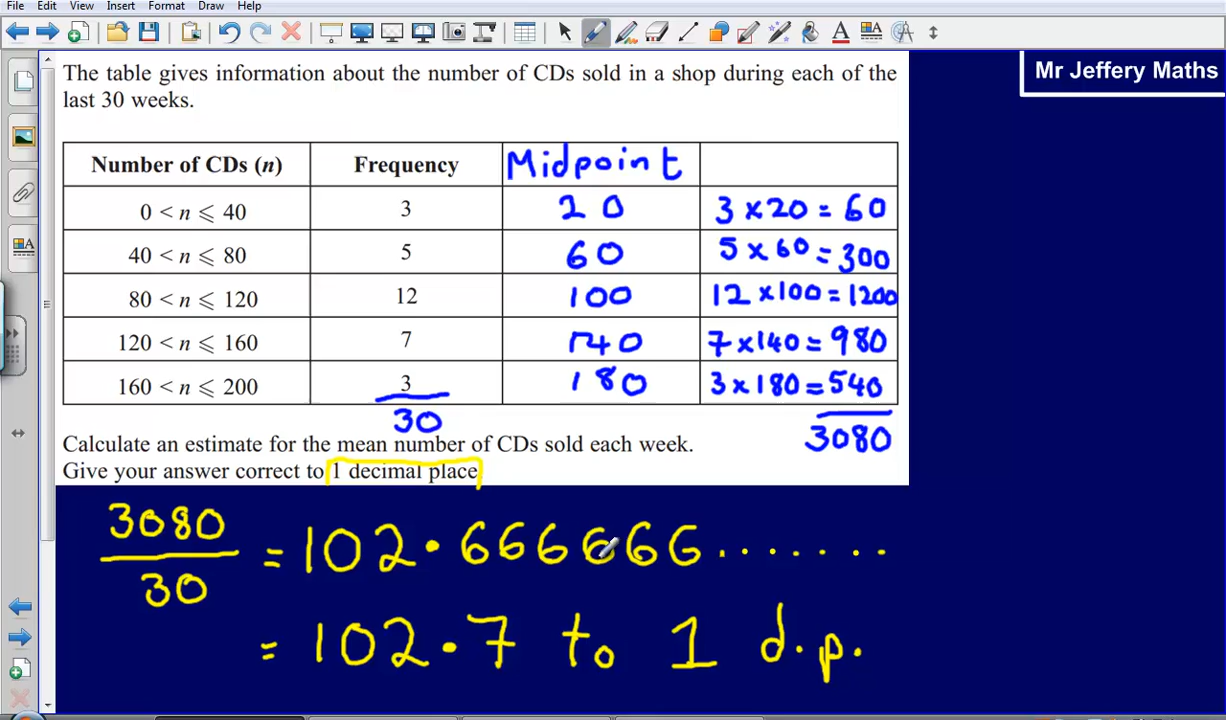 File Edit View Insert Format Draw Help
Mr Jeffery Maths
The table gives information about the number of CDs sold in a shop during each of the
last 30 weeks.
Number of CDs (n) Frequency Midpoint
0 < n ⩽ 40 3 20 3 x 20 = 60
40 < n ⩽ 80 5 60 5 x 60 = 300
80 < n ⩽ 120 12 100 12 x 100 = 1200
120 < n ⩽ 160 7 140 7 x 140 = 980
160 < n ⩽ 200 3 180 3 x 180 = 540
30 3080
Calculate an estimate for the mean number of CDs sold each week.
Give your answer correct to 1 decimal place
3080
30
= 102.666666.......
= 102.7 to 1 d.p.